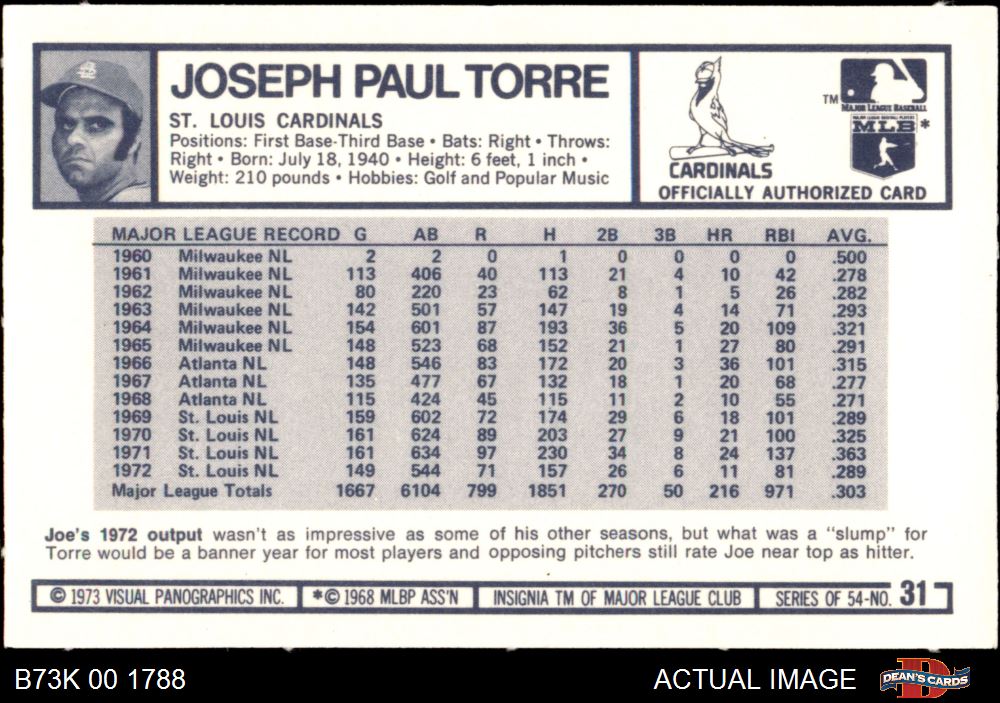 JOSEPH PAUL TORRE
ST. LOUIS CARDINALS
Positions: First Base-Third Base • Bats: Right • Throws:
Right • Born: July 18, 1940 • Height: 6 feet, 1 inch •
Weight: 210 pounds • Hobbies: Golf and Popular Music
CARDINALS
TM
MAJOR LEAGUE BASEBALL
MAJOR LEAGUE BASEBALL PLAYERS
MLB *
OFFICIALLY AUTHORIZED CARD
MAJOR LEAGUE RECORD G AB R H 2B 3B HR RBI AVG.
1960 Milwaukee NL 2 2 0 1 0 0 0 0 .500
1961 Milwaukee NL 113 406 40 113 21 4 10 42 .278
1962 Milwaukee NL 80 220 23 62 8 1 5 26 .282
1963 Milwaukee NL 142 501 57 147 19 4 14 71 .293
1964 Milwaukee NL 154 601 87 193 36 5 20 109 .321
1965 Milwaukee NL 148 523 68 152 21 1 27 80 .291
1966 Atlanta NL 148 546 83 172 20 3 36 101 .315
1967 Atlanta NL 135 477 67 132 18 1 20 68 .277
1968 Atlanta NL 115 424 45 115 11 2 10 55 .271
1969 St. Louis NL 159 602 72 174 29 6 18 101 .289
1970 St. Louis NL 161 624 89 203 27 9 21 100 .325
1971 St. Louis NL 161 634 97 230 34 8 24 137 .363
1972 St. Louis NL 149 544 71 157 26 6 11 81 .289
Major League Totals 1667 6104 799 1851 270 50 216 971 .303
Joe's 1972 output wasn't as impressive as some of his other seasons, but what was a "slump" for
Torre would be a banner year for most players and opposing pitchers still rate Joe near top as hitter.
© 1973 VISUAL PANOGRAPHICS INC. *© 1968 MLBP ASS'N INSIGNIA TM OF MAJOR LEAGUE CLUB SERIES OF 54-NO. 31
B73K 00 1788 ACTUAL IMAGE DEAN'S CARDS